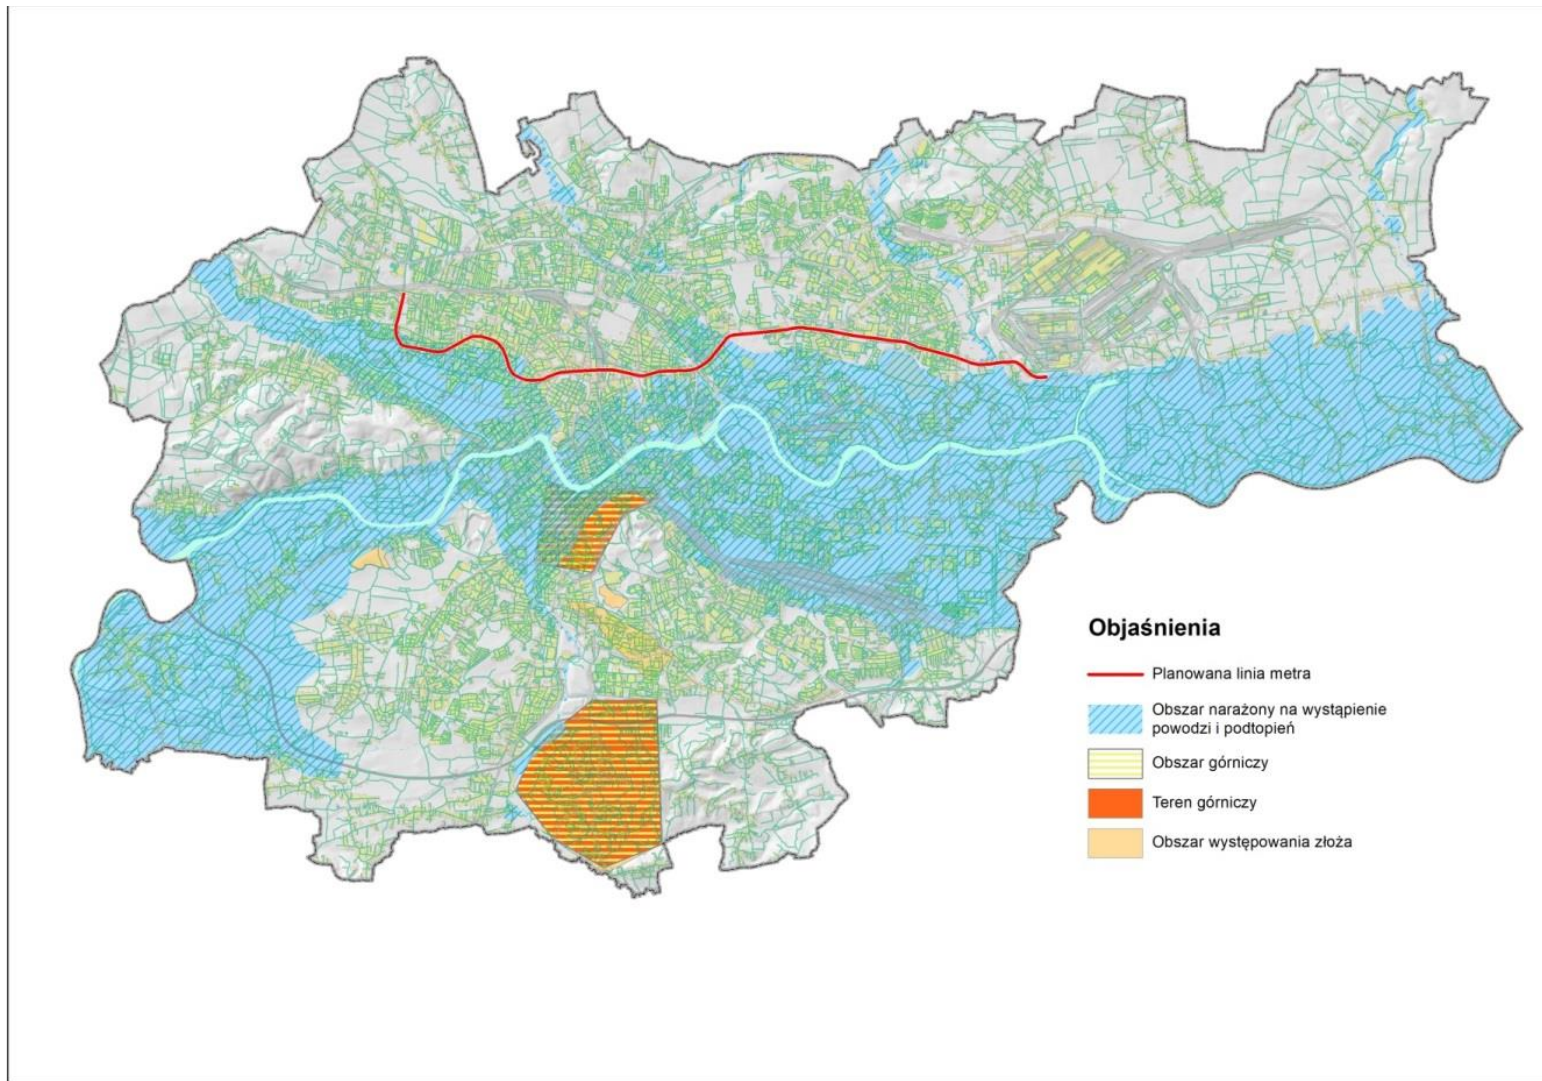 Objaśnienia
Planowana linia metra
Obszar narażony na wystąpienie
powodzi i podtopień
Obszar górniczy
Teren górniczy
Obszar występowania złoża